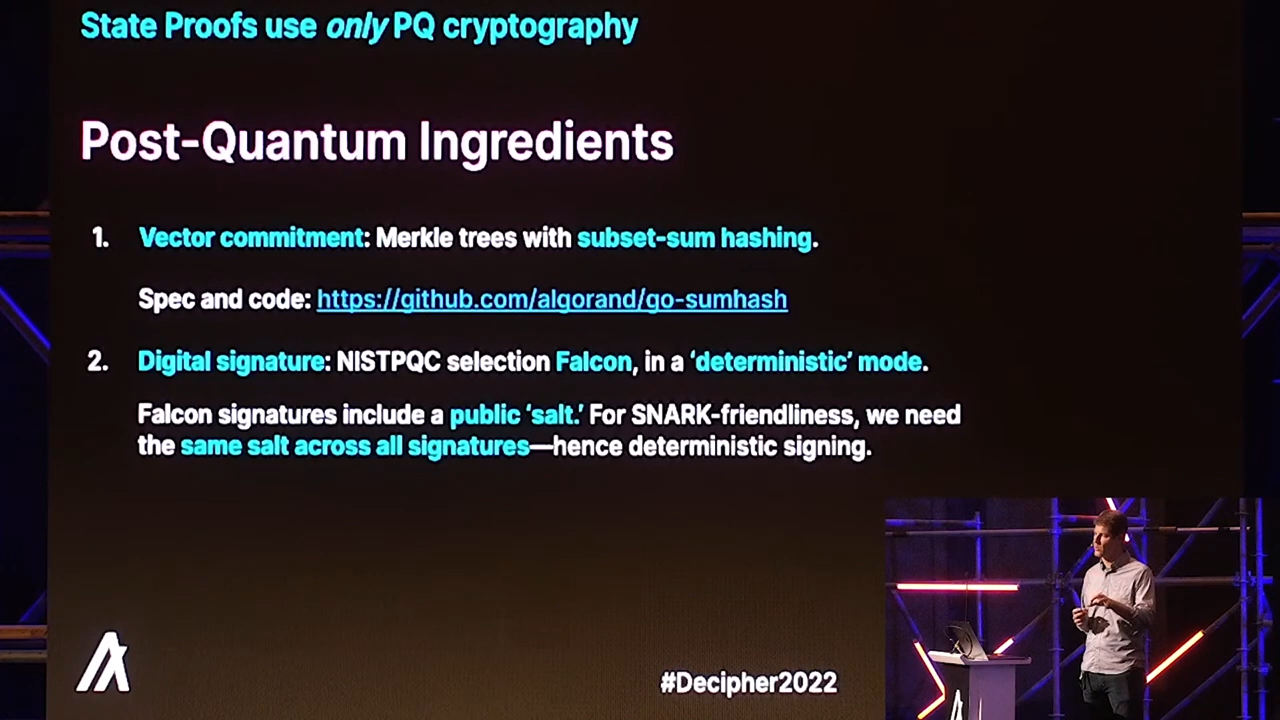 State Proofs use only PQ cryptography
Post-Quantum Ingredients
1. Vector commitment: Merkle trees with subset-sum hashing.
Spec and code: https://github.com/algorand/go-sumhash
2. Digital signature: NISTPQC selection Falcon, in a ‘deterministic’ mode.
Falcon signatures include a public ‘salt.’ For SNARK-friendliness, we need
the same salt across all signatures—hence deterministic signing.
#Decipher2022